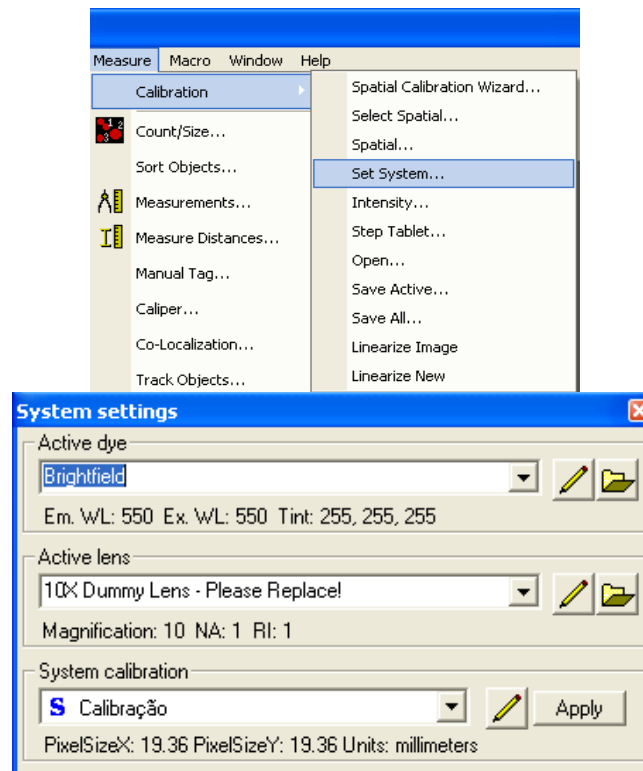 Measure Macro Window Help
Calibration
Count/Size...
Sort Objects...
Measurements...
Measure Distances...
Manual Tag...
Caliper...
Co-Localization...
Track Objects...
Spatial Calibration Wizard...
Select Spatial...
Spatial...
Set System...
Intensity...
Step Tablet...
Open...
Save Active...
Save All...
Linearize Image
Linearize New
System settings
Active dye
Brightfield
Em. WL: 550 Ex. WL: 550 Tint: 255, 255, 255
Active lens
10X Dummy Lens - Please Replace!
Magnification: 10 NA: 1 RI: 1
System calibration
S Calibração
Apply
PixelSizeX: 19.36 PixelSizeY: 19.36 Units: millimeters